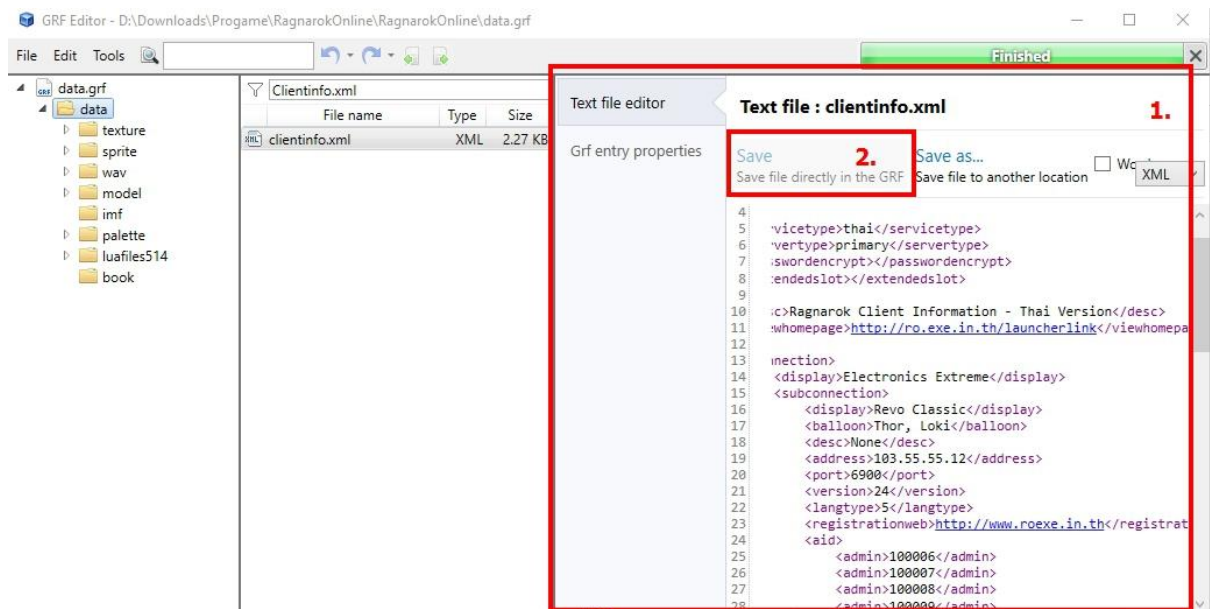 GRF Editor - D:\Downloads\Progame\RagnarokOnline\RagnarokOnline\data.grf
File Edit Tools
Finished
data.grf
data
texture
sprite
wav
model
imf
palette
luafiles514
book
Clientinfo.xml
File name Type Size
clientinfo.xml XML 2.27 KB
Text file editor
Grf entry properties
Text file : clientinfo.xml
1.
Save
Save file directly in the GRF
2.
Save as...
Save file to another location
XML
4
5 vicetype>thai</servicetype>
6 vertype>primary</servertype>
7 swordencrypt></passwordencrypt>
8 endedslot></extendedslot>
9
10 c>Ragnarok Client Information - Thai Version</desc>
11 whomepage>http://ro.exe.in.th/launcherlink</viewhomepa
12
13 nection>
14 <display>Electronics Extreme</display>
15 <subconnection>
16 <display>Revo Classic</display>
17 <balloon>Thor, Loki</balloon>
18 <desc>None</desc>
19 <address>103.55.55.12</address>
20 <port>6900</port>
21 <version>24</version>
22 <langtype>5</langtype>
23 <registrationweb>http://www.roexe.in.th</registrat
24 <aid>
25 <admin>100006</admin>
26 <admin>100007</admin>
27 <admin>100008</admin>
28 <admin>100009</admin>